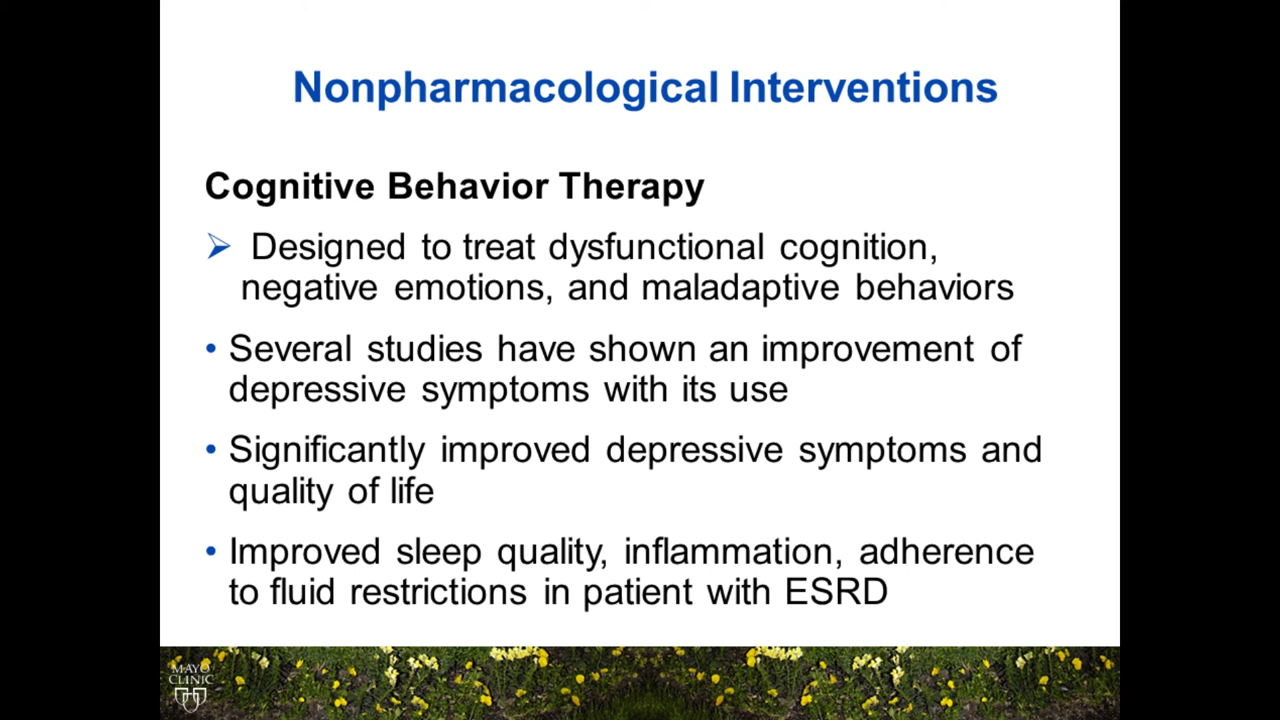 Nonpharmacological Interventions
Cognitive Behavior Therapy
➢ Designed to treat dysfunctional cognition,
negative emotions, and maladaptive behaviors
• Several studies have shown an improvement of
depressive symptoms with its use
• Significantly improved depressive symptoms and
quality of life
• Improved sleep quality, inflammation, adherence
to fluid restrictions in patient with ESRD
MAYO
CLINIC